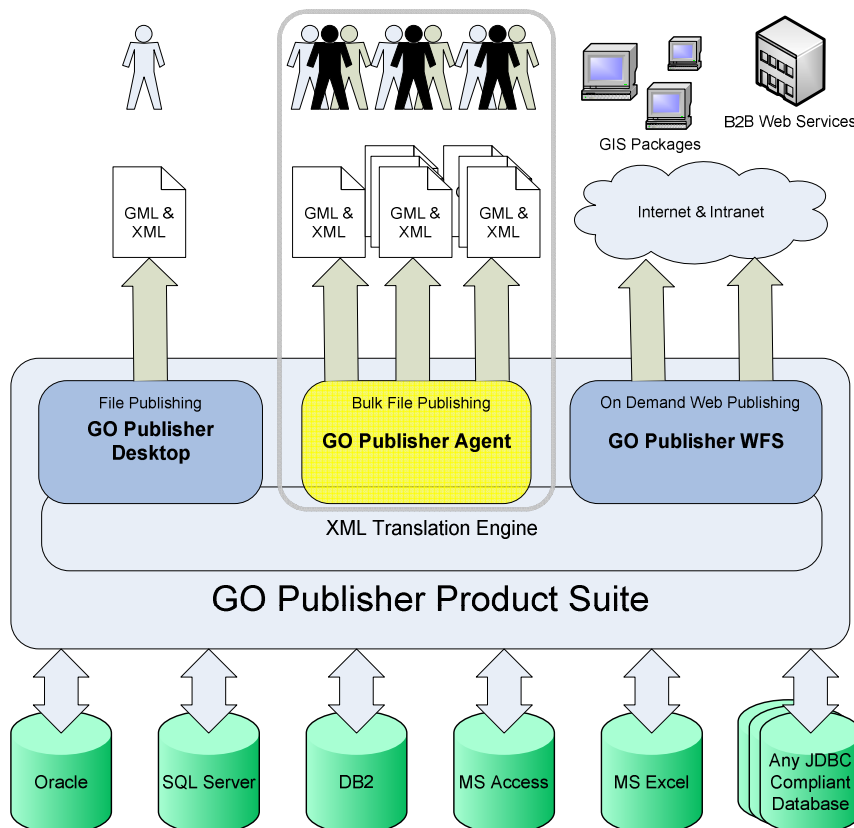 B2B Web Services
GIS Packages
GML &
XML
GML &
XML
GML &
XML
GML &
XML
Internet & Intranet
File Publishing
GO Publisher
Desktop
Bulk File Publishing
GO Publisher Agent
On Demand Web Publishing
GO Publisher WFS
XML Translation Engine
GO Publisher Product Suite
Oracle
SQL Server
DB2
MS Access
MS Excel
Any JDBC
Compliant
Database